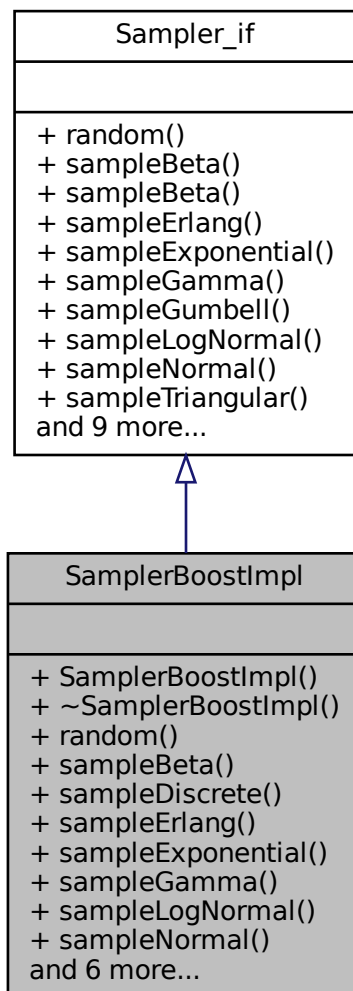 Sampler_if
+ random()
+ sampleBeta()
+ sampleBeta()
+ sampleErlang()
+ sampleExponential()
+ sampleGamma()
+ sampleGumbell()
+ sampleLogNormal()
+ sampleNormal()
+ sampleTriangular()
and 9 more...
SamplerBoostImpl
+ SamplerBoostImpl()
+ ~SamplerBoostImpl()
+ random()
+ sampleBeta()
+ sampleDiscrete()
+ sampleErlang()
+ sampleExponential()
+ sampleGamma()
+ sampleLogNormal()
+ sampleNormal()
and 6 more...